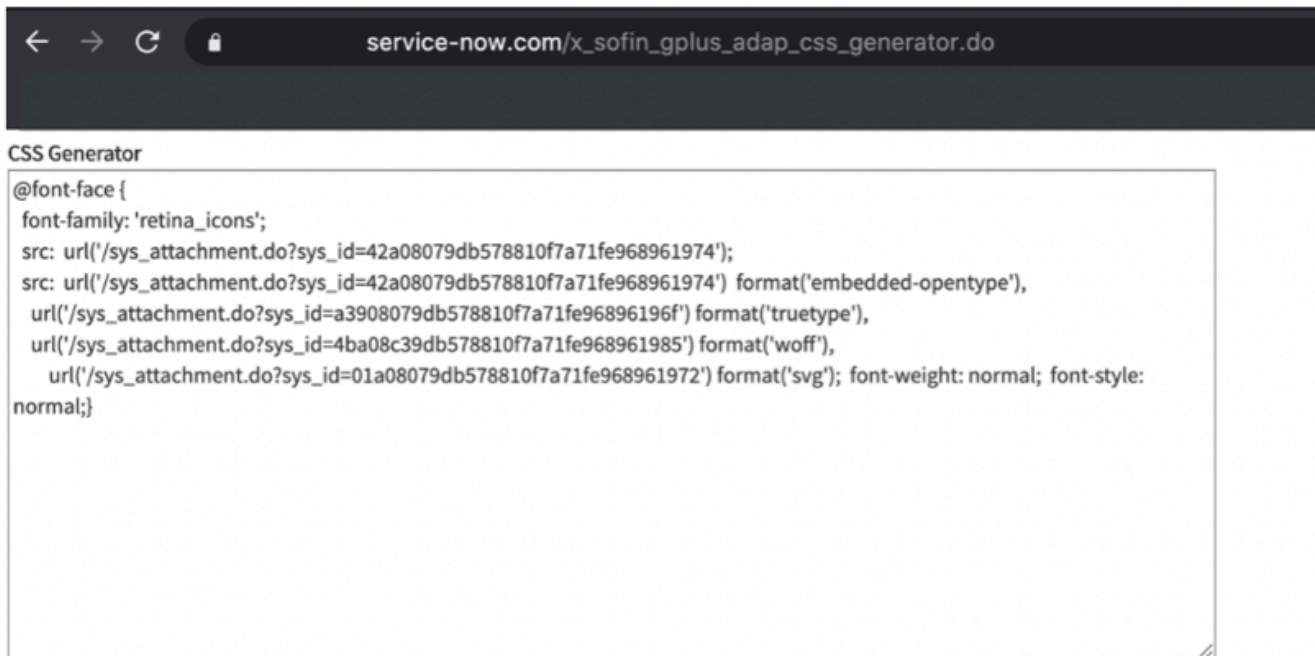 service-now.com/x_sofin_gplus_adap_css_generator.do
CSS Generator
@font-face {
font-family: 'retina_icons';
src: url('/sys_attachment.do?sys_id=42a08079db578810f7a71fe968961974');
src: url('/sys_attachment.do?sys_id=42a08079db578810f7a71fe968961974') format('embedded-opentype'),
url('/sys_attachment.do?sys_id=a3908079db578810f7a71fe96896196f') format('truetype'),
url('/sys_attachment.do?sys_id=4ba08c39db578810f7a71fe968961985') format('woff'),
url('/sys_attachment.do?sys_id=01a08079db578810f7a71fe968961972') format('svg'); font-weight: normal; font-style:
normal;}